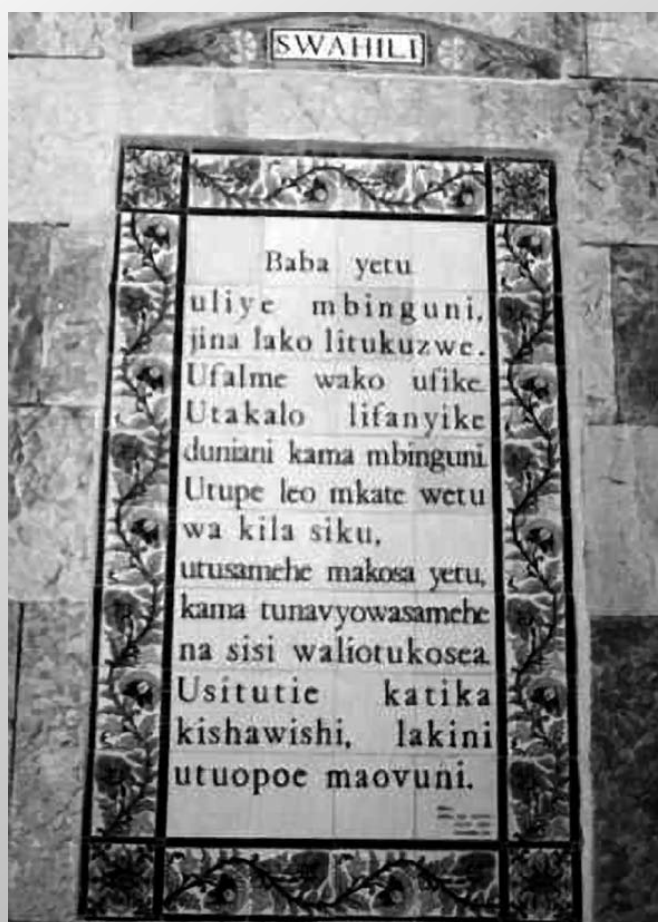 SWAHILI
Baba yetu
uliye mbinguni,
jina lako litukuzwe.
Ufalme wako ufike.
Utakalo lifanyike
duniani kama mbinguni.
Utupe leo mkate wetu
wa kila siku,
utusamehe makosa yetu,
kama tunavyowasamehe
na sisi waliotukosea.
Usitutie katika
kishawishi, lakini
utuopoe maovuni.